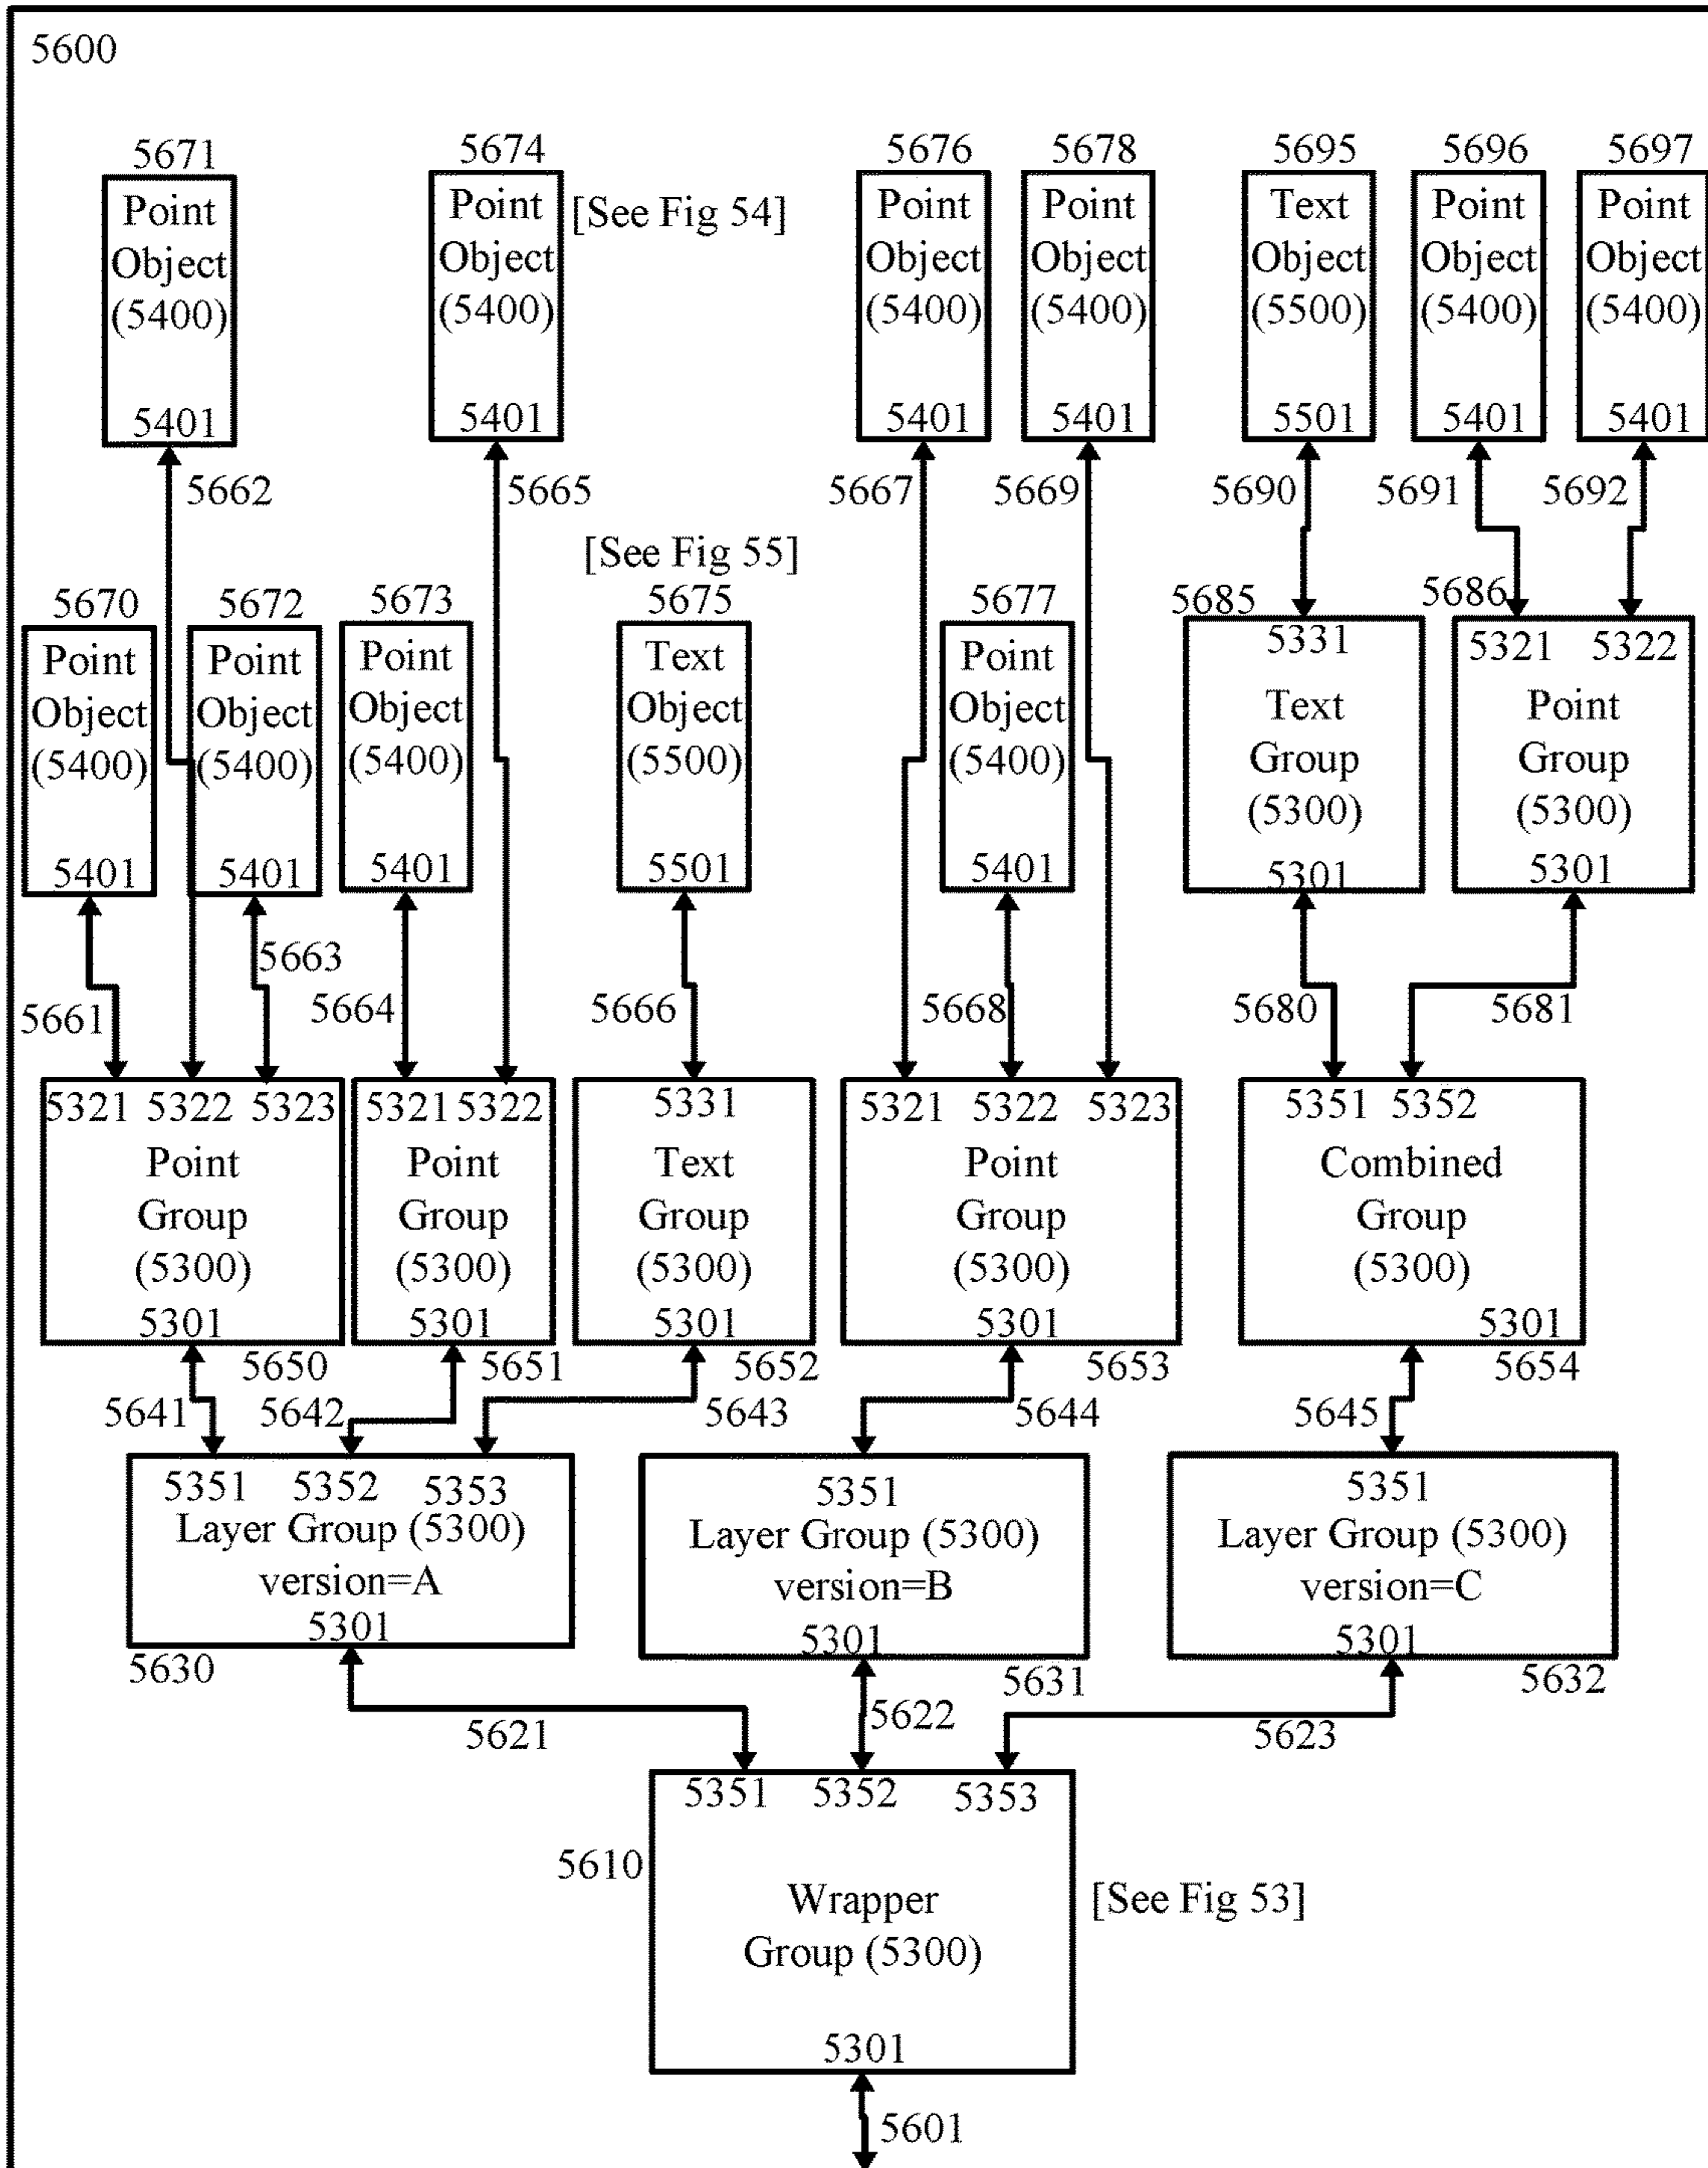 5600
5671
5674
5676
5678
5695
5696
5697
Point
Object
(5400)
5401
Point
Object
(5400)
5401
[See Fig 54]
Point
Object
(5400)
5401
Point
Object
(5400)
5401
Text
Object
(5500)
5501
Point
Object
(5400)
5401
Point
Object
(5400)
5401
5662
5665
5667
5669
5690
5691
5692
[See Fig 55]
5670
5672
5673
5675
5677
5685
5686
Point
Object
(5400)
5401
Point
Object
(5400)
5401
Point
Object
(5400)
5401
Text
Object
(5500)
5501
Point
Object
(5400)
5401
5331
Text
Group
(5300)
5301
5321 5322
Point
Group
(5300)
5301
5661
5663
5664
5666
5668
5680
5681
5321 5322 5323
Point
Group
(5300)
5301
5321 5322
Point
Group
(5300)
5301
5331
Text
Group
(5300)
5301
5321 5322 5323
Point
Group
(5300)
5301
5351 5352
Combined
Group
(5300)
5301
5650
5651
5652
5653
5654
5641
5642
5643
5644
5645
5351 5352 5353
Layer Group (5300)
version=A
5301
5351
Layer Group (5300)
version=B
5301
5351
Layer Group (5300)
version=C
5301
5630
5631
5632
5621
5622
5623
5351 5352 5353
5610
Wrapper
Group (5300)
5301
[See Fig 53]
5601